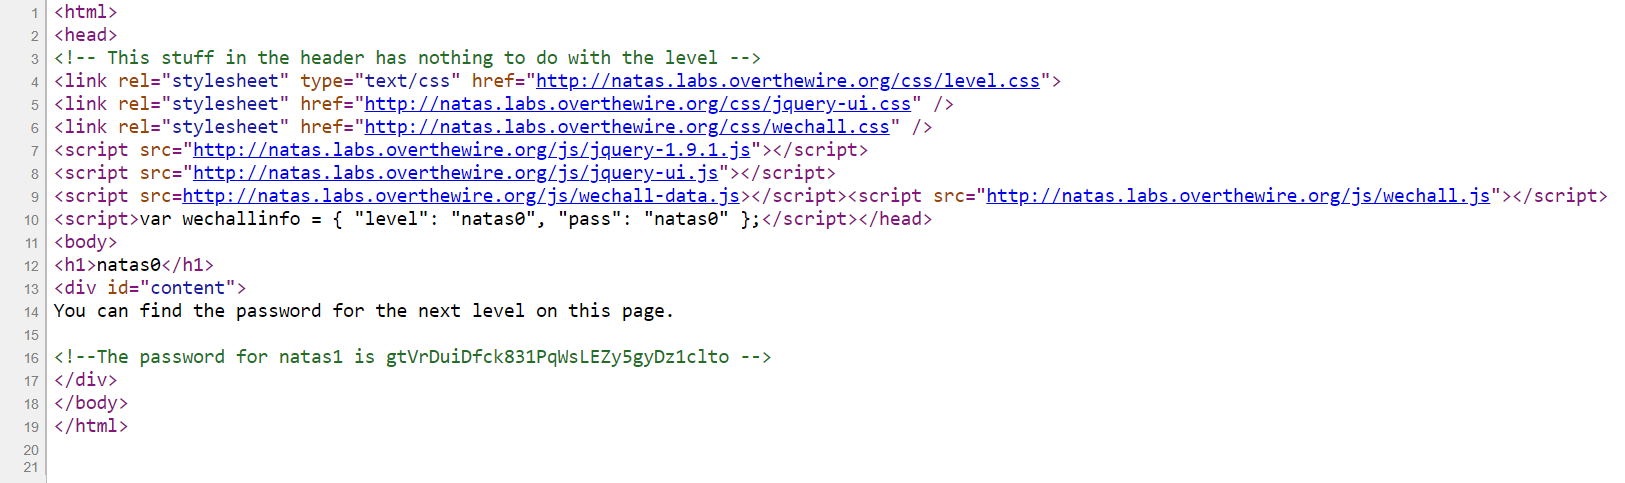 1 <html>
2 <head>
3 <!-- This stuff in the header has nothing to do with the level -->
4 <link rel="stylesheet" type="text/css" href="http://natas.labs.overthewire.org/css/level.css">
5 <link rel="stylesheet" href="http://natas.labs.overthewire.org/css/jquery-ui.css" />
6 <link rel="stylesheet" href="http://natas.labs.overthewire.org/css/wechall.css" />
7 <script src="http://natas.labs.overthewire.org/js/jquery-1.9.1.js"></script>
8 <script src="http://natas.labs.overthewire.org/js/jquery-ui.js"></script>
9 <script src=http://natas.labs.overthewire.org/js/wechall-data.js></script><script src="http://natas.labs.overthewire.org/js/wechall.js"></script>
10 <script>var wechallinfo = { "level": "natas0", "pass": "natas0" };</script></head>
11 <body>
12 <h1>natas0</h1>
13 <div id="content">
14 You can find the password for the next level on this page.
15
16 <!--The password for natas1 is gtVrDuiDfck831PqWsLEZy5gyDz1clto -->
17 </div>
18 </body>
19 </html>
20
21